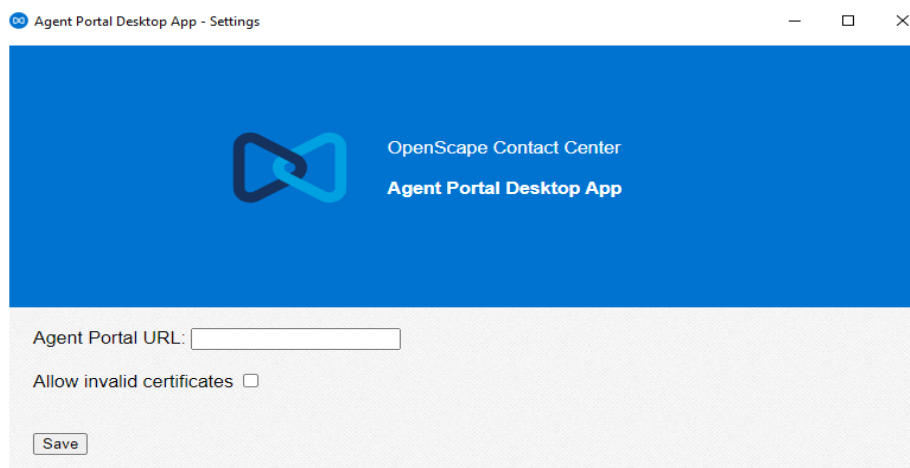 Agent Portal Desktop App - Settings
OpenScape Contact Center
Agent Portal Desktop App
Agent Portal URL:
Allow invalid certificates
Save